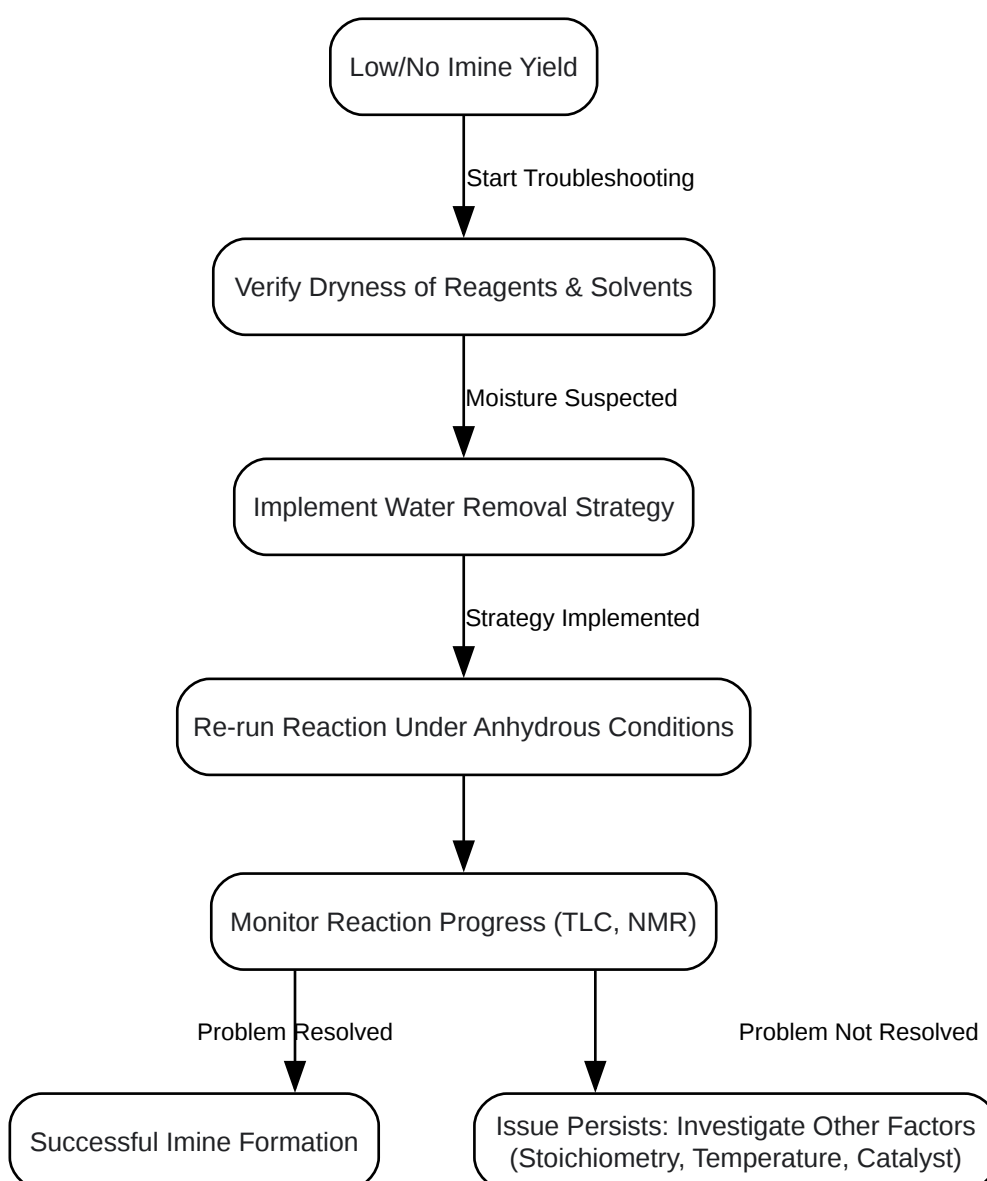 Low/No Imine Yield
Start Troubleshooting
Verify Dryness of Reagents & Solvents
Moisture Suspected
Implement Water Removal Strategy
Strategy Implemented
Re-run Reaction Under Anhydrous Conditions
Monitor Reaction Progress (TLC, NMR)
Problem Resolved
Problem Not Resolved
Successful Imine Formation
Issue Persists: Investigate Other Factors
(Stoichiometry, Temperature, Catalyst)